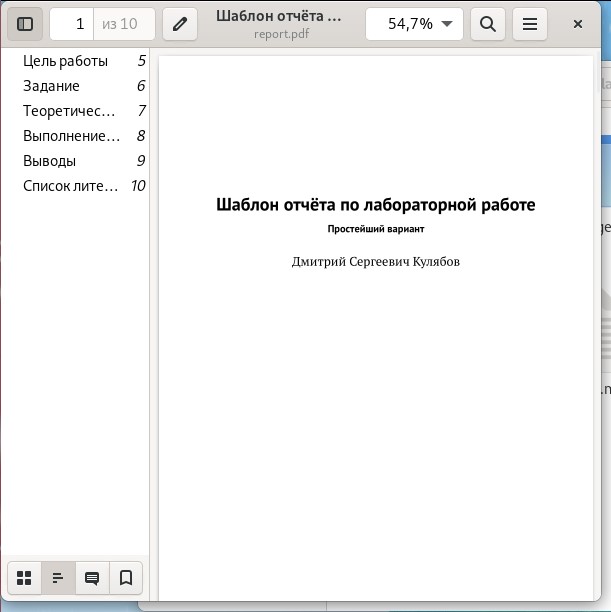 1 из 10
Шаблон отчёта ...
report.pdf
54,7%
Цель работы 5
Задание 6
Теоретичес... 7
Выполнение... 8
Выводы 9
Список лите... 10
Шаблон отчёта по лабораторной работе
Простейший вариант
Дмитрий Сергеевич Кулябов